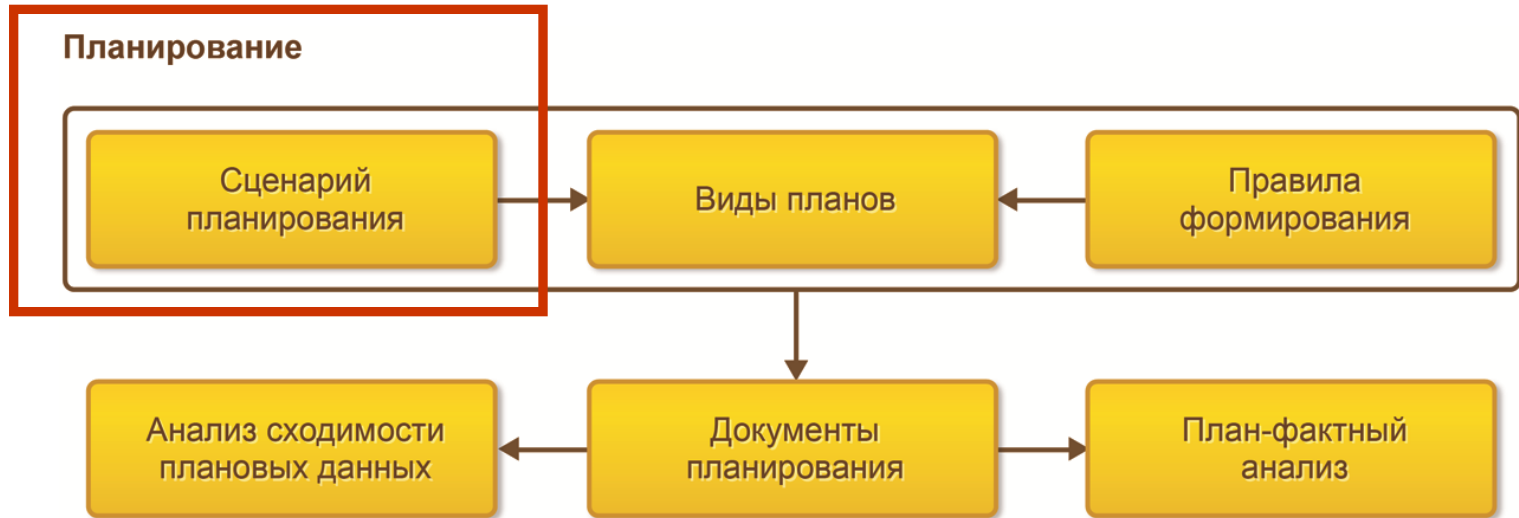 Планирование
Сценарий
планирования
Виды планов
Правила
формирования
Анализ сходимости
плановых данных
Документы
планирования
План-фактный
анализ